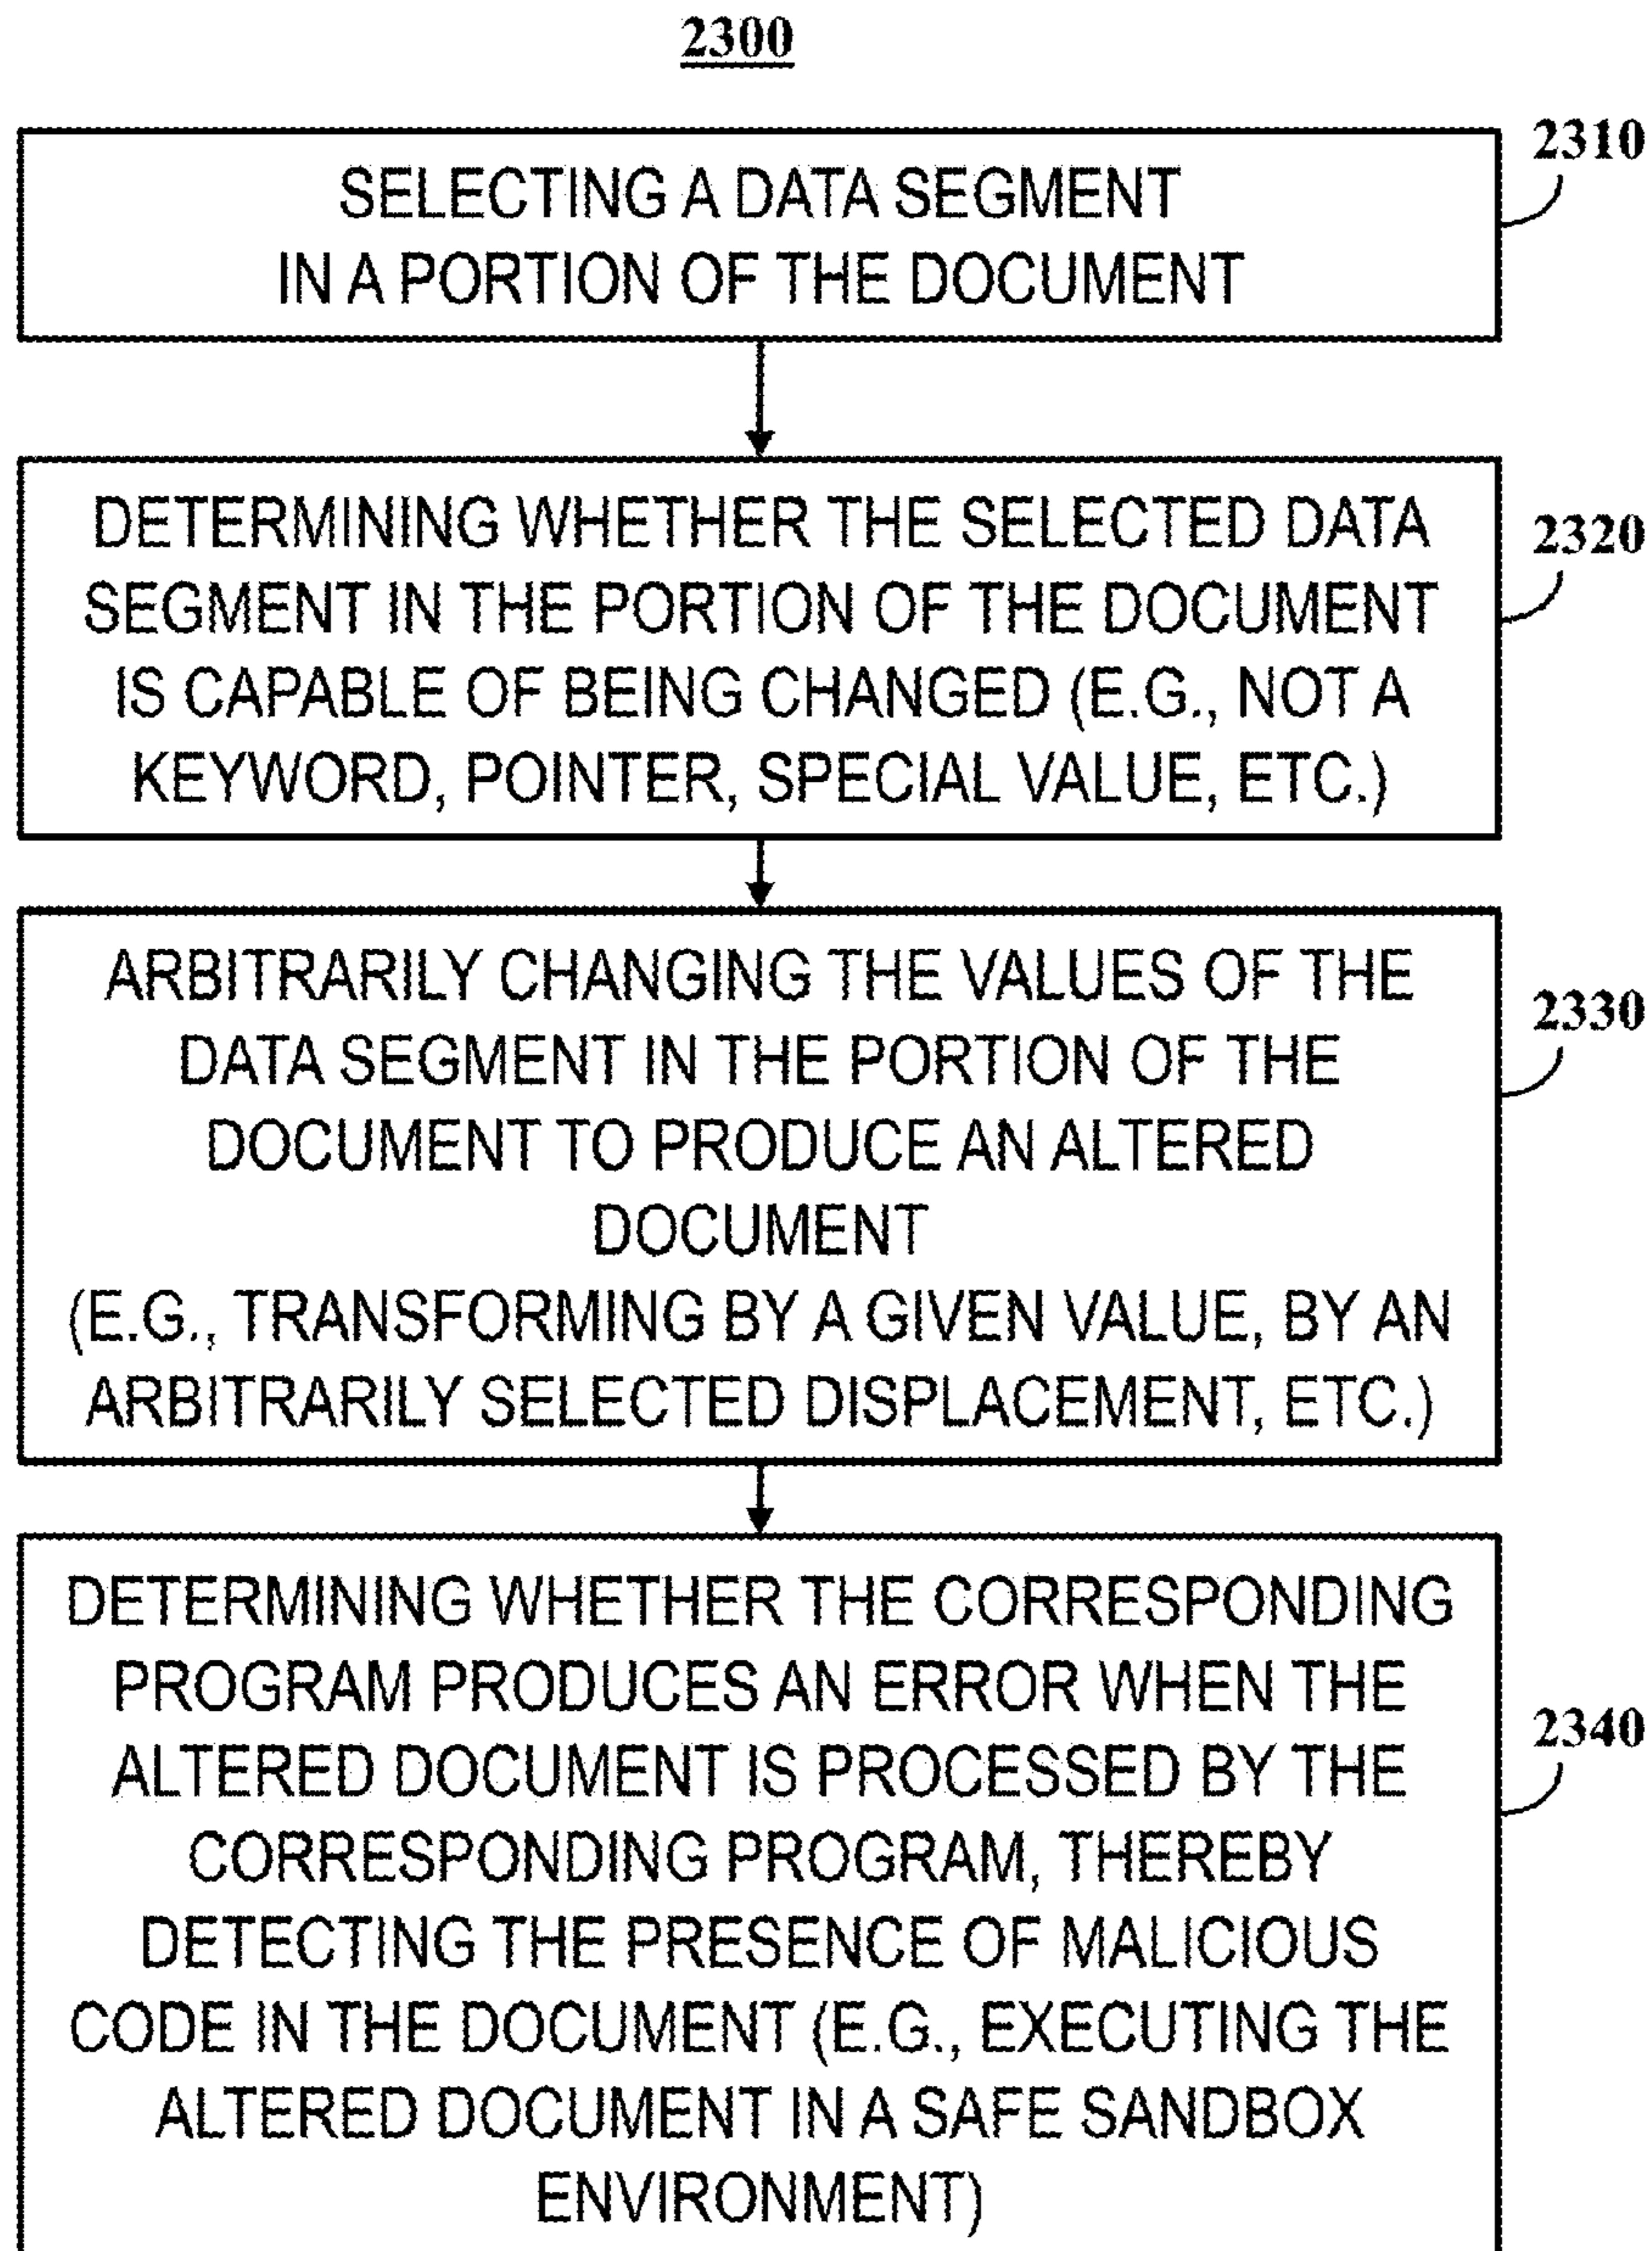 2300
2310
SELECTING A DATA SEGMENT
IN A PORTION OF THE DOCUMENT
2320
DETERMINING WHETHER THE SELECTED DATA
SEGMENT IN THE PORTION OF THE DOCUMENT
IS CAPABLE OF BEING CHANGED (E.G., NOT A
KEYWORD, POINTER, SPECIAL VALUE, ETC.)
2330
ARBITRARILY CHANGING THE VALUES OF THE
DATA SEGMENT IN THE PORTION OF THE
DOCUMENT TO PRODUCE AN ALTERED
DOCUMENT
(E.G., TRANSFORMING BY A GIVEN VALUE, BY AN
ARBITRARILY SELECTED DISPLACEMENT, ETC.)
2340
DETERMINING WHETHER THE CORRESPONDING
PROGRAM PRODUCES AN ERROR WHEN THE
ALTERED DOCUMENT IS PROCESSED BY THE
CORRESPONDING PROGRAM, THEREBY
DETECTING THE PRESENCE OF MALICIOUS
CODE IN THE DOCUMENT (E.G., EXECUTING THE
ALTERED DOCUMENT IN A SAFE SANDBOX
ENVIRONMENT)